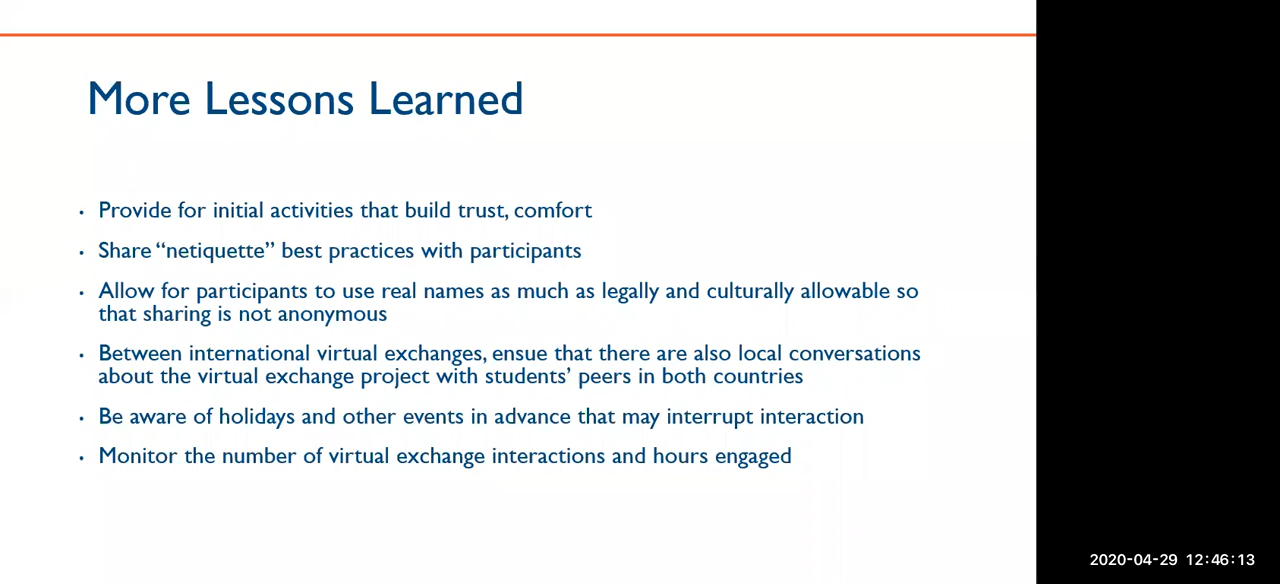 More Lessons Learned
• Provide for initial activities that build trust, comfort
• Share “netiquette” best practices with participants
• Allow for participants to use real names as much as legally and culturally allowable so
that sharing is not anonymous
• Between international virtual exchanges, ensue that there are also local conversations
about the virtual exchange project with students’ peers in both countries
• Be aware of holidays and other events in advance that may interrupt interaction
• Monitor the number of virtual exchange interactions and hours engaged
2020-04-29 12:46:13